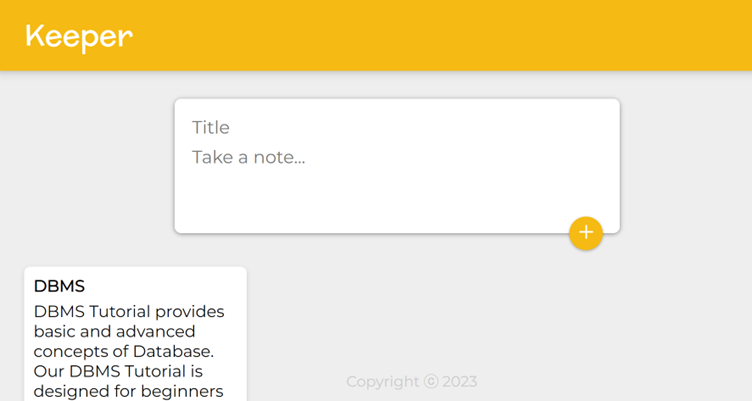 Keeper
Title
Take a note...
+
DBMS
DBMS Tutorial provides
basic and advanced
concepts of Database.
Our DBMS Tutorial is
designed for beginners
Copyright ⓒ 2023